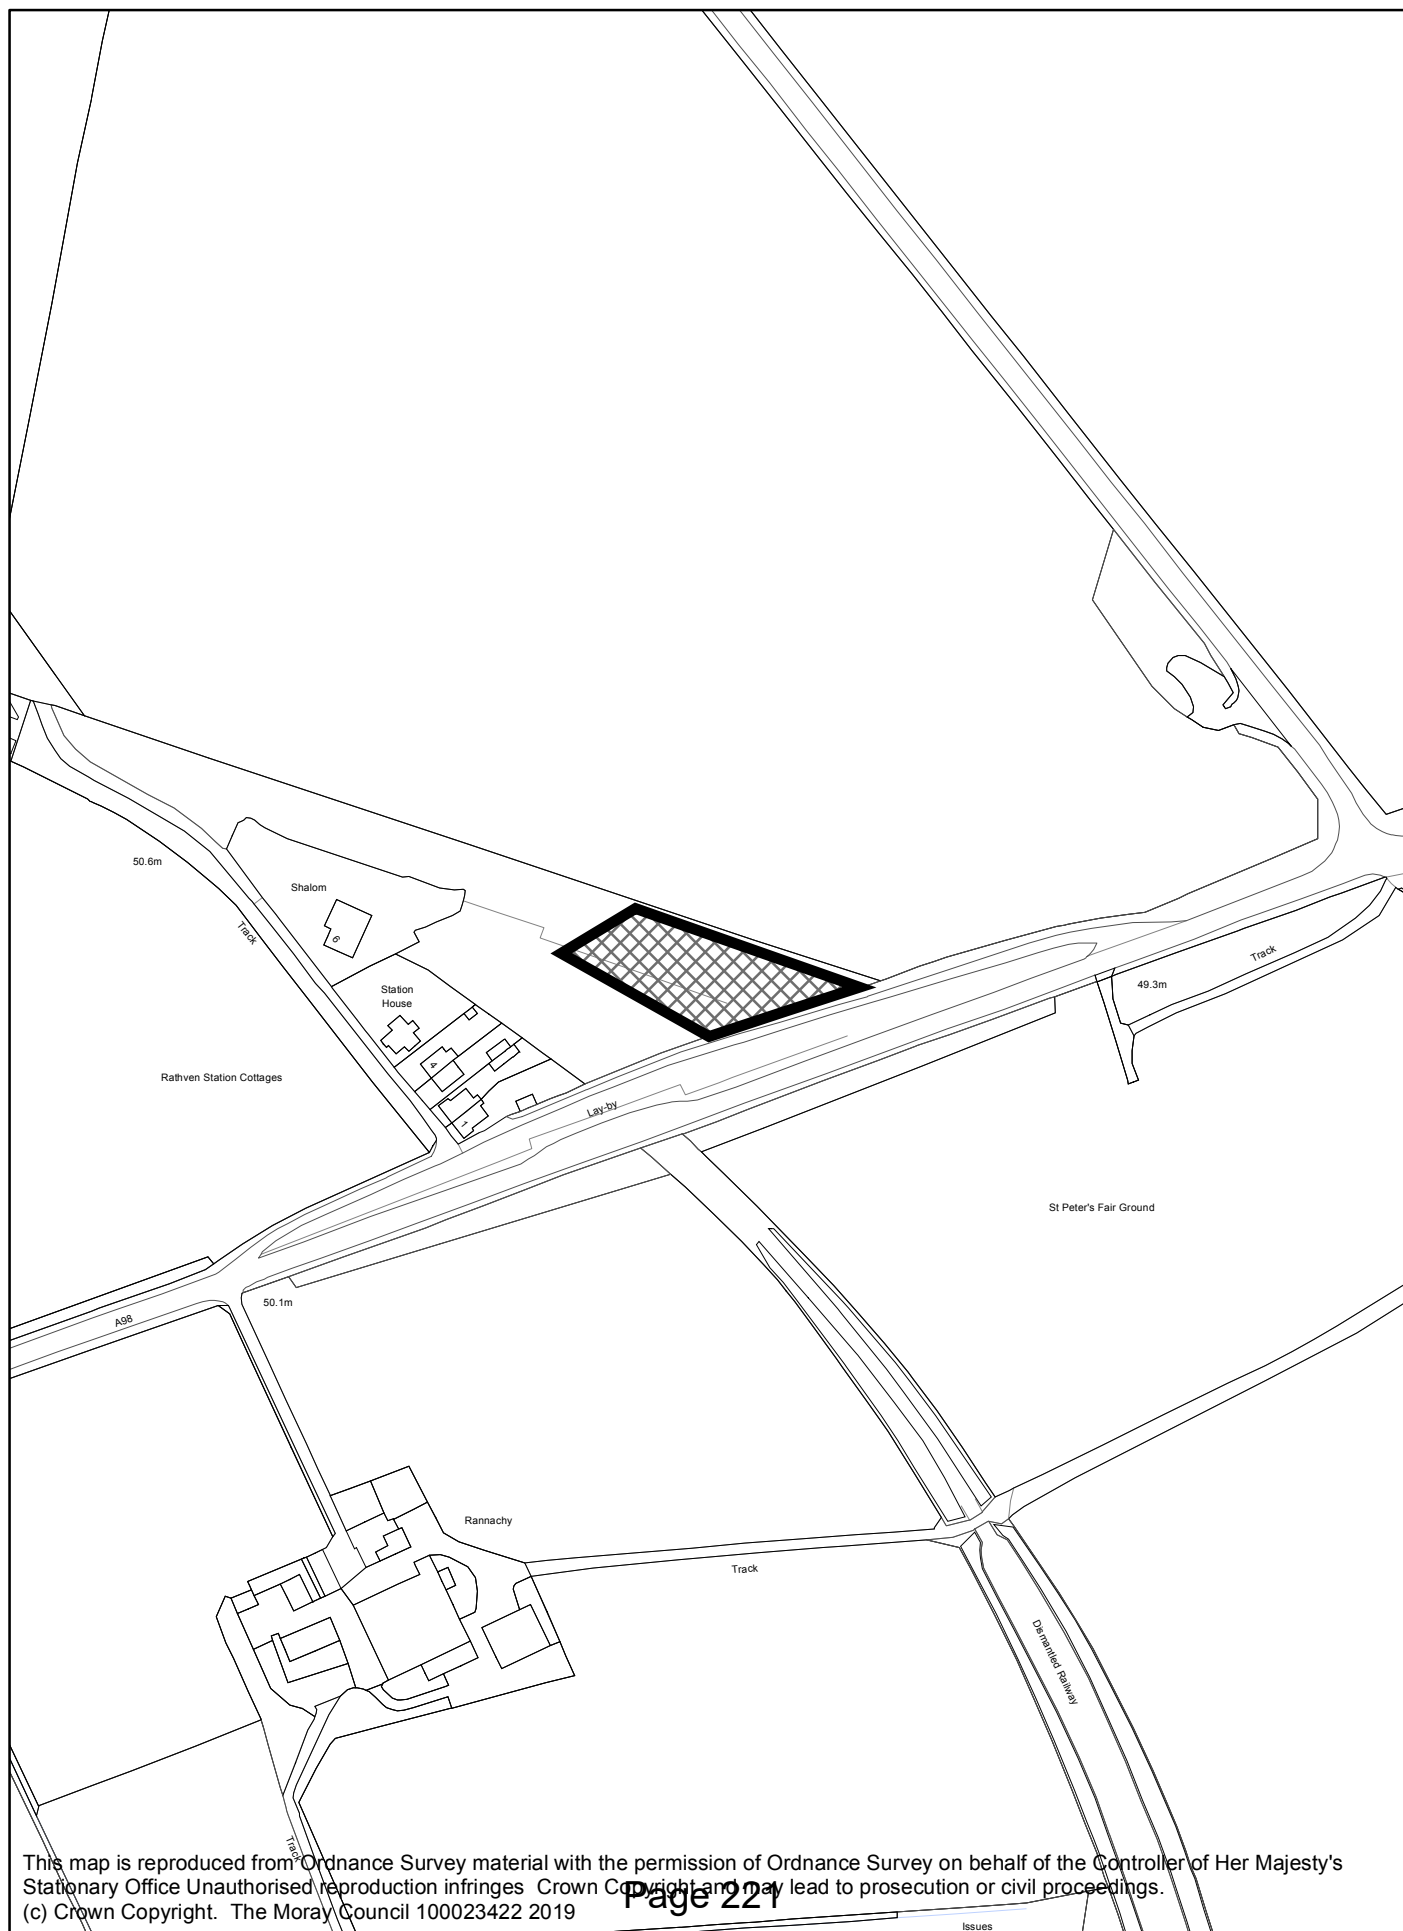 50.6m
Shalom
6
Track
Station
House
4
1
Rathven Station Cottages
Lay-by
Track
49.3m
St Peter's Fair Ground
50.1m
A98
Rannachy
Track
Dismantled Railway
Track
This map is reproduced from Ordnance Survey material with the permission of Ordnance Survey on behalf of the Controller of Her Majesty's
Stationary Office Unauthorised reproduction infringes Crown Copyright and may lead to prosecution or civil proceedings.
(c) Crown Copyright. The Moray Council 100023422 2019
Page 221
Issues